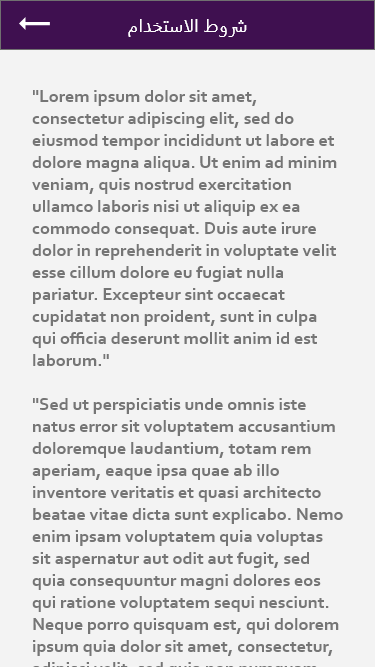 شروط الاستخدام
"Lorem ipsum dolor sit amet,
consectetur adipiscing elit, sed do
eiusmod tempor incididunt ut labore et
dolore magna aliqua. Ut enim ad minim
veniam, quis nostrud exercitation
ullamco laboris nisi ut aliquip ex ea
commodo consequat. Duis aute irure
dolor in reprehenderit in voluptate velit
esse cillum dolore eu fugiat nulla
pariatur. Excepteur sint occaecat
cupidatat non proident, sunt in culpa
qui officia deserunt mollit anim id est
laborum."
"Sed ut perspiciatis unde omnis iste
natus error sit voluptatem accusantium
doloremque laudantium, totam rem
aperiam, eaque ipsa quae ab illo
inventore veritatis et quasi architecto
beatae vitae dicta sunt explicabo. Nemo
enim ipsam voluptatem quia voluptas
sit aspernatur aut odit aut fugit, sed
quia consequuntur magni dolores eos
qui ratione voluptatem sequi nesciunt.
Neque porro quisquam est, qui dolorem
ipsum quia dolor sit amet, consectetur,
adipisci velit, sed quia non numquam